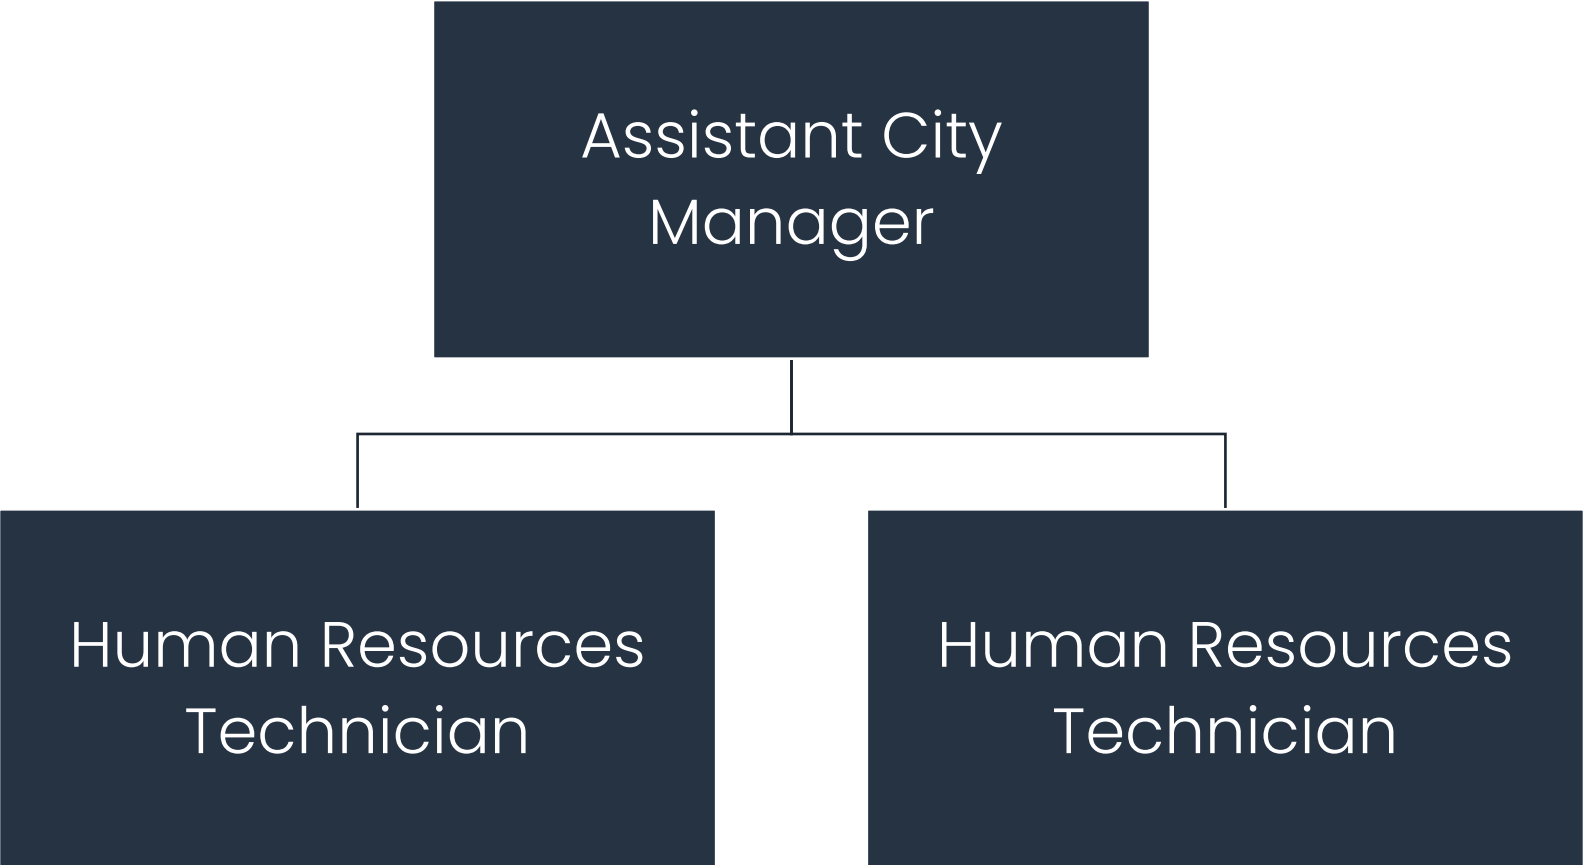 Assistant City
Manager
Human Resources
Technician
Human Resources
Technician